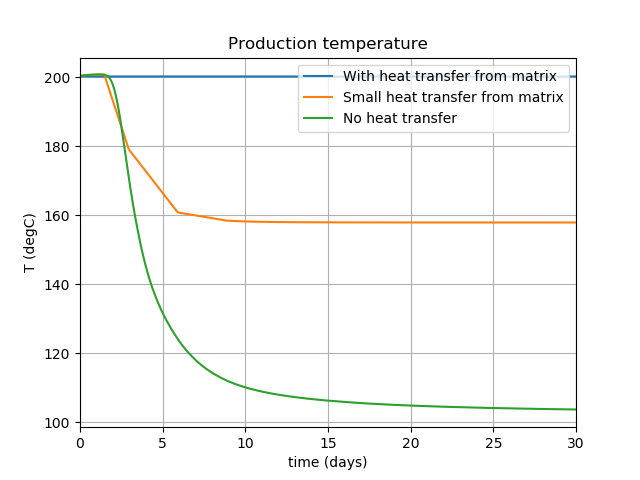 Production temperature
With heat transfer from matrix
Small heat transfer from matrix
No heat transfer
T (degC)
200
180
160
140
120
100
0 5 10 15 20 25 30
time (days)